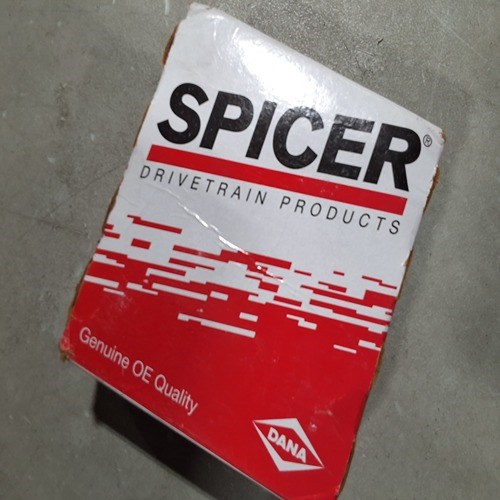 SPICER®
DRIVETRAIN PRODUCTS
Genuine OE Quality
DANA